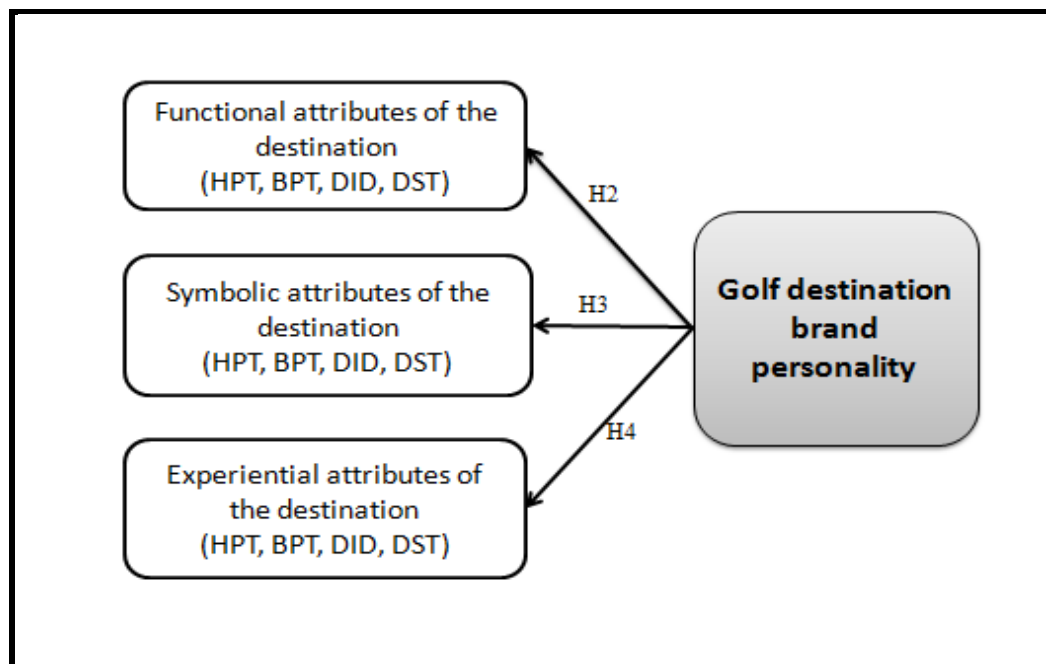 Functional attributes of the
destination
(HPT, BPT, DID, DST)
H2
Symbolic attributes of the
destination
(HPT, BPT, DID, DST)
H3
Golf destination
brand
personality
Experiential attributes of
the destination
(HPT, BPT, DID, DST)
H4